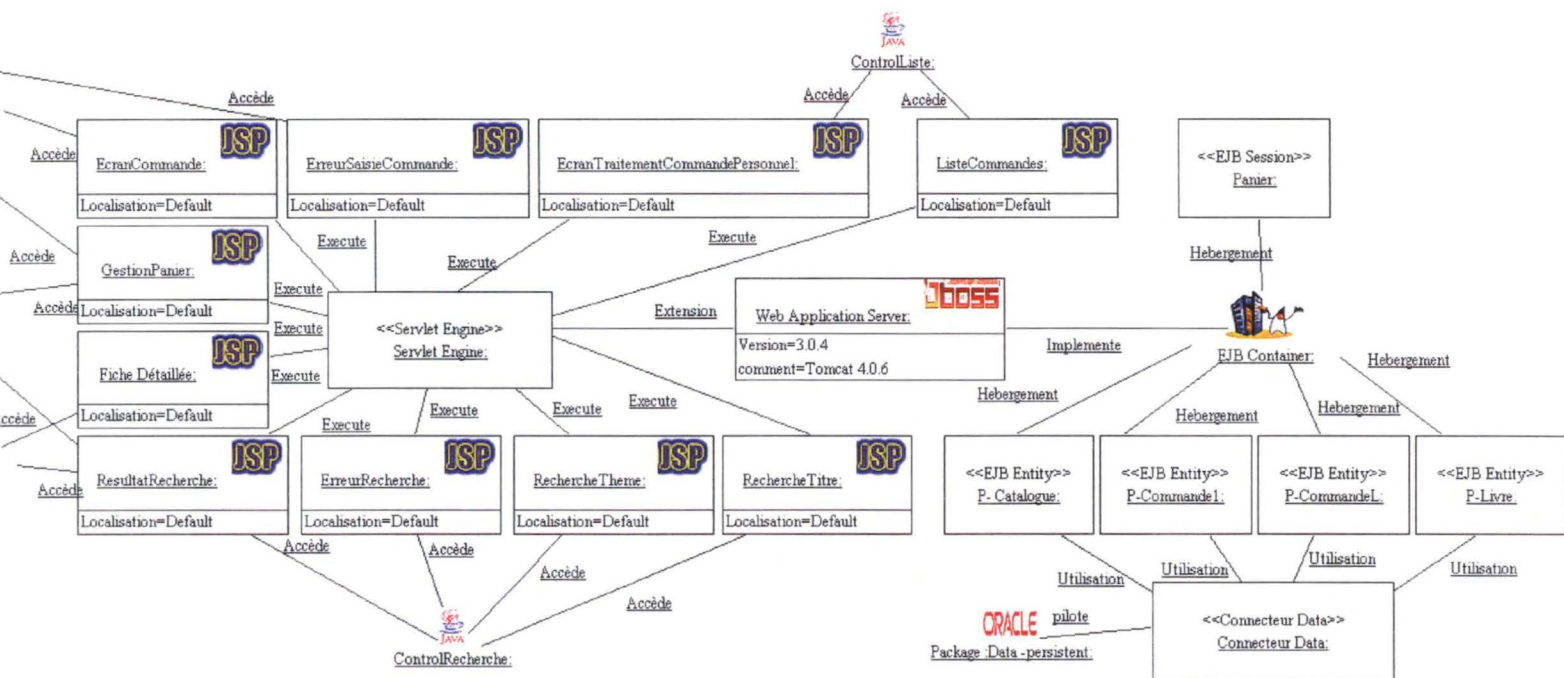 JAVA
ControlListe:
Accède
Accède
Accède
JSP
EcranCommande:
Localisation=Default
JSP
ErreurSaisieCommande:
Localisation=Default
JSP
EcranTraitementCommandePersonnel:
Localisation=Default
JSP
ListeCommandes:
Localisation=Default
<<EJB Session>>
Panier:
Accède
Accède
Accède
JSP
GestionPanier:
Localisation=Default
Execute
Execute
Execute
Execute
Execute
Execute
Hebergement
<<Servlet Engine>>
Servlet Engine:
Extension
Jboss
Web Application Server:
Version=3.0.4
comment=Tomcat 4.0.6
Implemente
EJB Container:
JSP
Fiche Détaillée:
Localisation=Default
Execute
Execute
Execute
Execute
Hebergement
Hebergement
Hebergement
Hebergement
Accède
JSP
ResultatRecherche:
Localisation=Default
JSP
ErreurRecherche:
Localisation=Default
JSP
RechercheTheme:
Localisation=Default
JSP
RechercheTitre:
Localisation=Default
<<EJB Entity>>
P- Catalogue:
<<EJB Entity>>
P-Commande1:
<<EJB Entity>>
P-CommandeL:
<<EJB Entity>>
P-Livre:
Accède
Accède
Accède
Accède
JAVA
ControlRecherche:
Utilisation
Utilisation
Utilisation
Utilisation
ORACLE
pilote
Package :Data -persistent:
<<Connecteur Data>>
Connecteur Data: